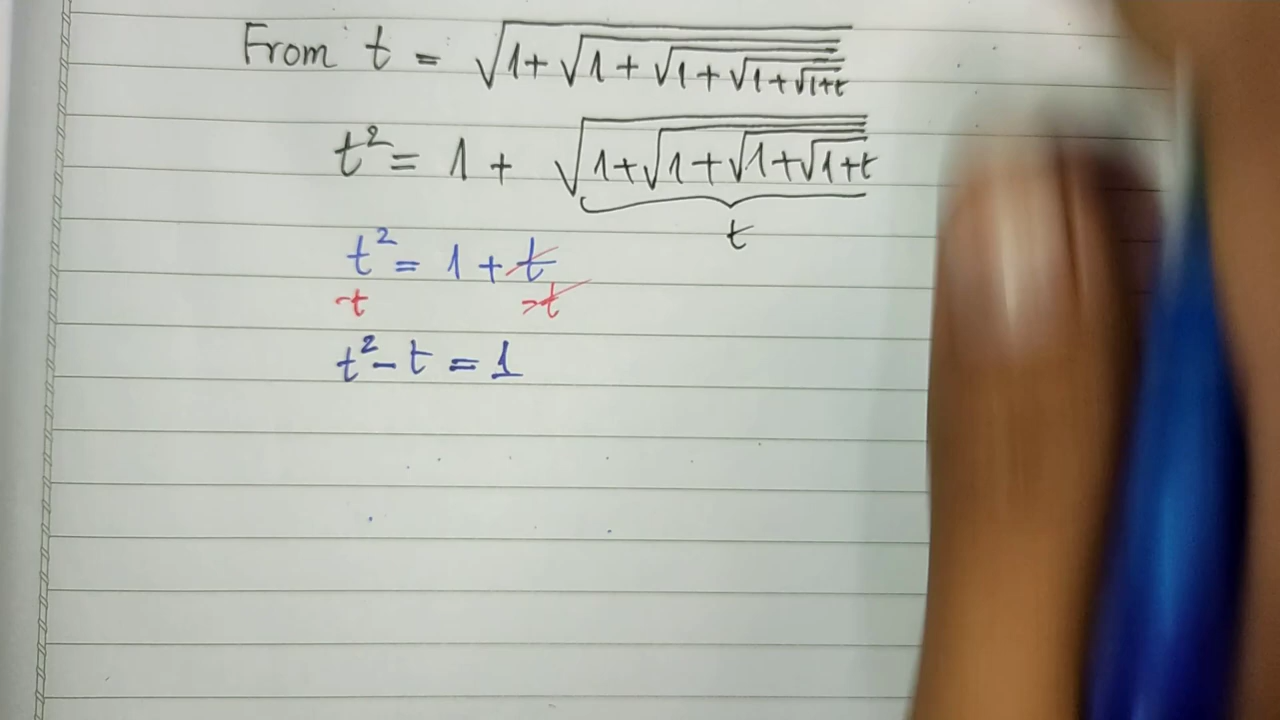 From t = √(1+√(1+√(1+√(1+√(1+t)))))
t² = 1 + √(1+√(1+√(1+√(1+t))))
t
t² = 1 + t
-t -t
t² - t = 1